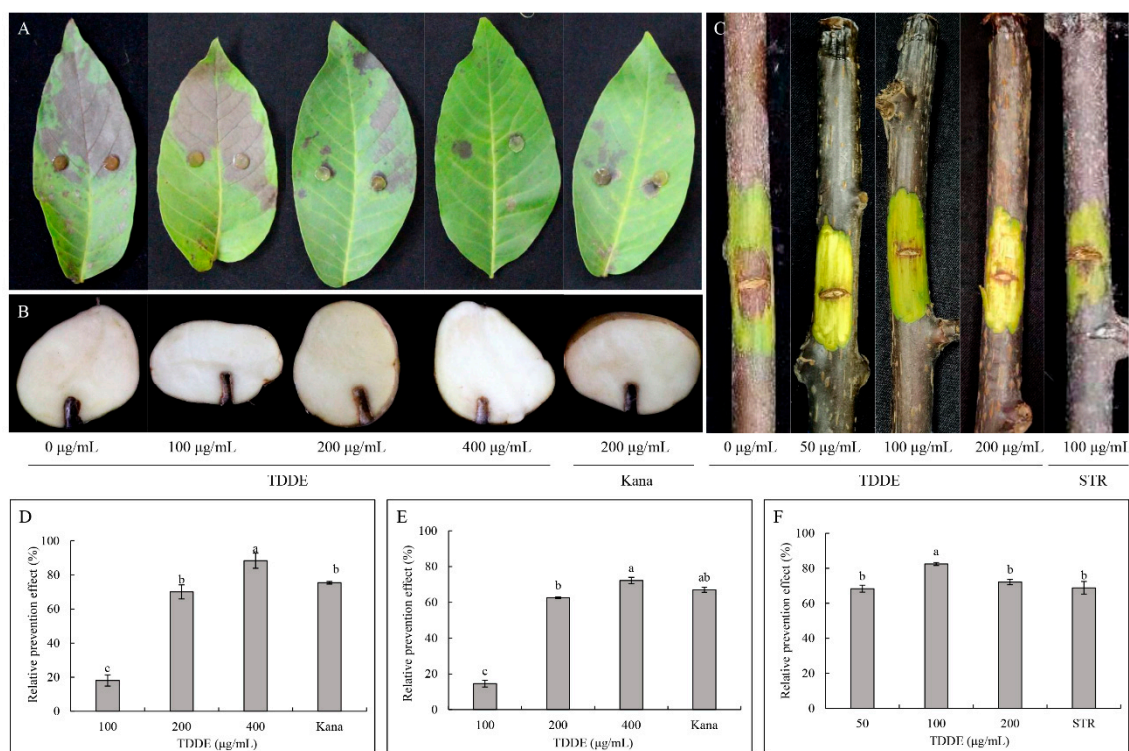 A
B
C
0 µg/mL 100 µg/mL 200 µg/mL 400 µg/mL 200 µg/mL
TDDE Kana
0 µg/mL 50 µg/mL 100 µg/mL 200 µg/mL 100 µg/mL
TDDE STR
D
Relative prevention effect (%)
100
80
60
40
20
0
c b a b
100 200 400 Kana
TDDE (µg/mL)
E
Relative prevention effect (%)
100
80
60
40
20
0
c b a ab
100 200 400 Kana
TDDE (µg/mL)
F
Relative prevention effect (%)
100
80
60
40
20
0
b a b b
50 100 200 STR
TDDE (µg/mL)